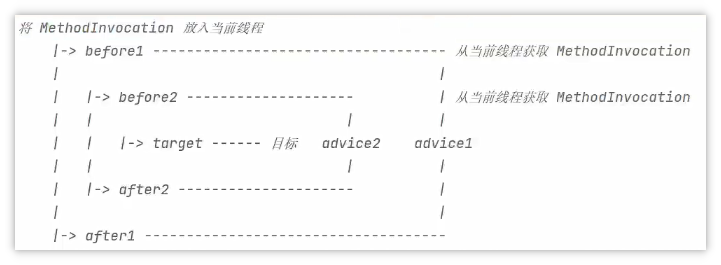 将 MethodInvocation 放入当前线程
    |-> before1 ----------------------------------- 从当前线程获取 MethodInvocation
    |                                             |
    |   |-> before2 --------------------          | 从当前线程获取 MethodInvocation
    |   |                              |          |
    |   |   |-> target ------ 目标   advice2    advice1
    |   |                              |          |
    |   |-> after2 ---------------------          |
    |                                             |
    |-> after1 ------------------------------------